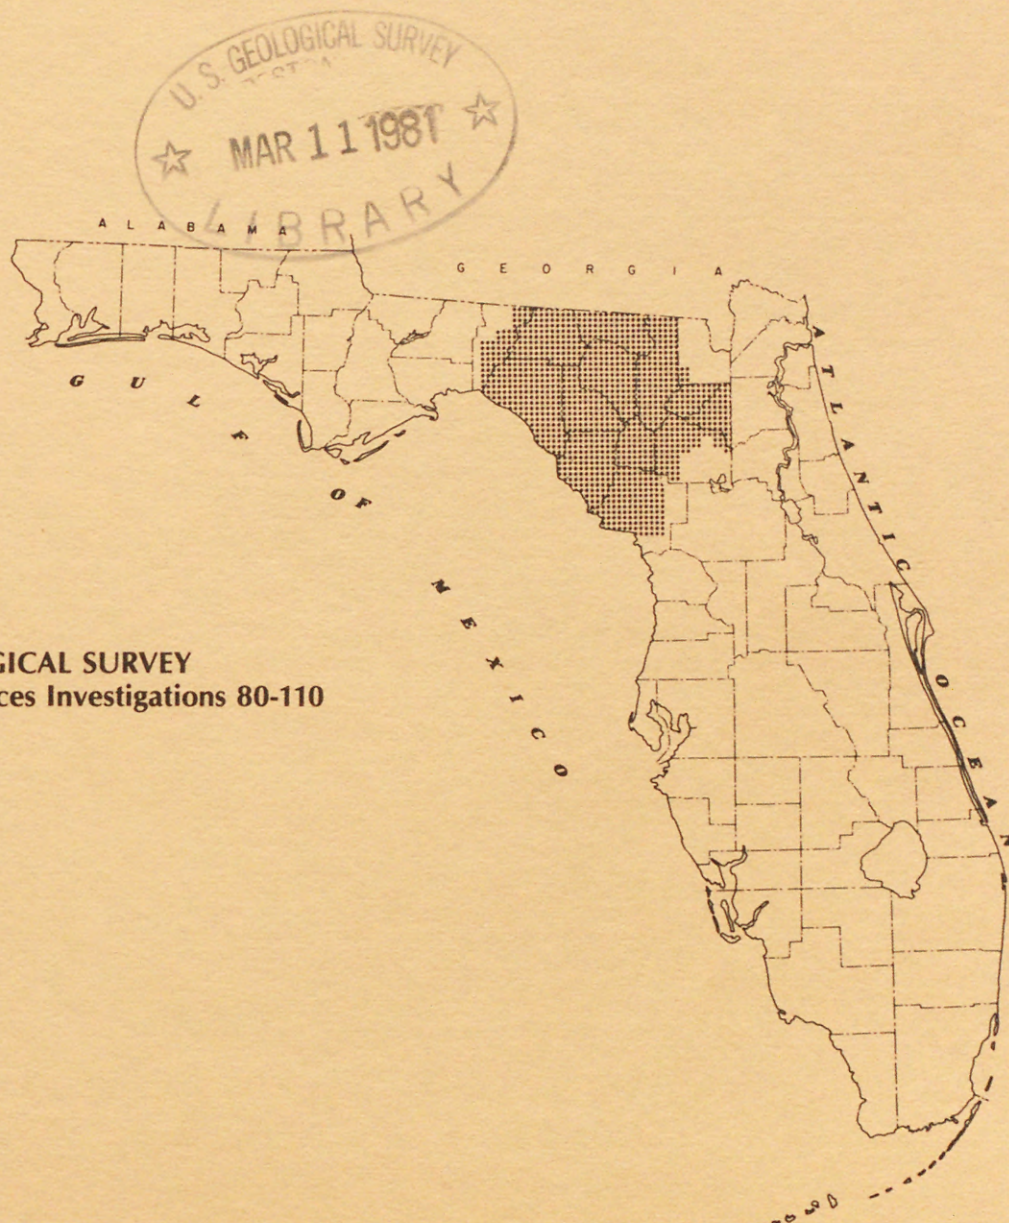 U.S. GEOLOGICAL SURVEY
MAR 11 1981
LIBRARY
ALABAMA
GEORGIA
GULF OF MEXICO
ATLANTIC OCEAN
GICAL SURVEY
ces Investigations 80-110